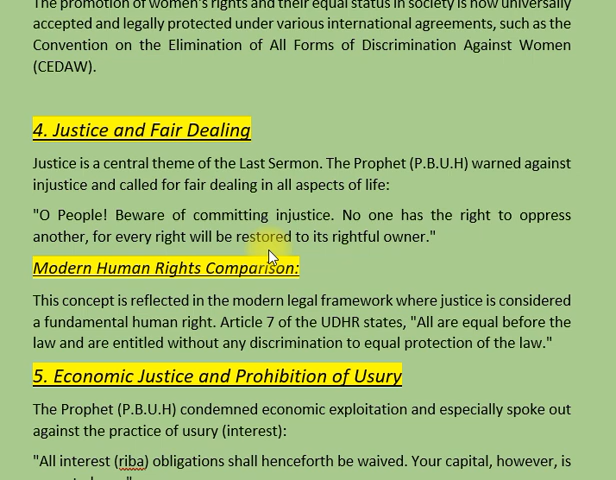 The promotion of women's rights and their equal status in society is now universally
accepted and legally protected under various international agreements, such as the
Convention on the Elimination of All Forms of Discrimination Against Women
(CEDAW).
4. Justice and Fair Dealing
Justice is a central theme of the Last Sermon. The Prophet (P.B.U.H) warned against
injustice and called for fair dealing in all aspects of life:
"O People! Beware of committing injustice. No one has the right to oppress
another, for every right will be restored to its rightful owner."
Modern Human Rights Comparison:
This concept is reflected in the modern legal framework where justice is considered
a fundamental human right. Article 7 of the UDHR states, "All are equal before the
law and are entitled without any discrimination to equal protection of the law."
5. Economic Justice and Prohibition of Usury
The Prophet (P.B.U.H) condemned economic exploitation and especially spoke out
against the practice of usury (interest):
"All interest (riba) obligations shall henceforth be waived. Your capital, however, is